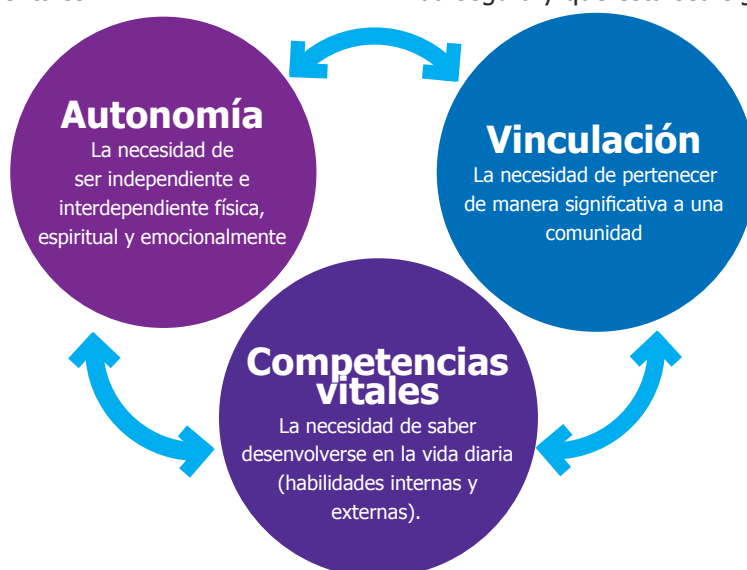 Autonomía
La necesidad de
ser independiente e
interdependiente física,
espiritual y emocionalmente
Vinculación
La necesidad de pertenecer
de manera significativa a una
comunidad
Competencias
vitales
La necesidad de saber
desenvolverse en la vida diaria
(habilidades internas y
externas).